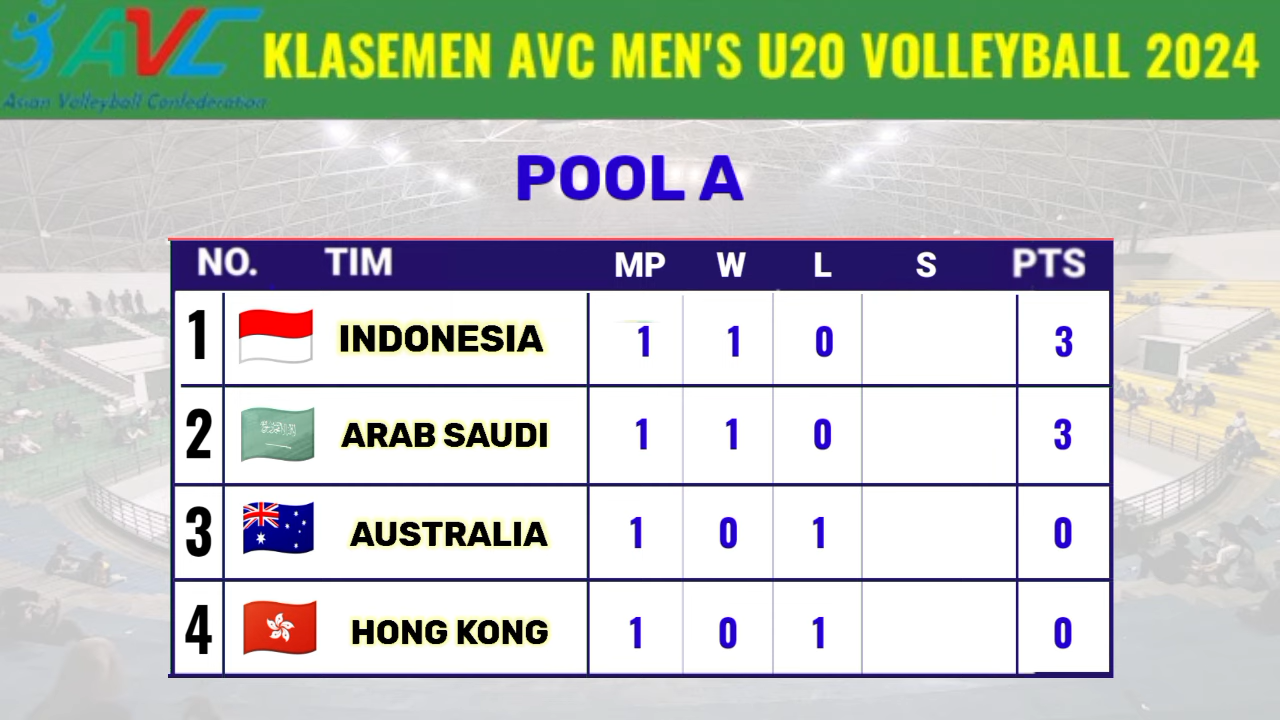 AVC KLASEMEN AVC MEN'S U20 VOLLEYBALL 2024
Asian Volleyball Confederation
POOL A
NO. TIM MP W L S PTS
1 INDONESIA 1 1 0 3
2 ARAB SAUDI 1 1 0 3
3 AUSTRALIA 1 0 1 0
4 HONG KONG 1 0 1 0